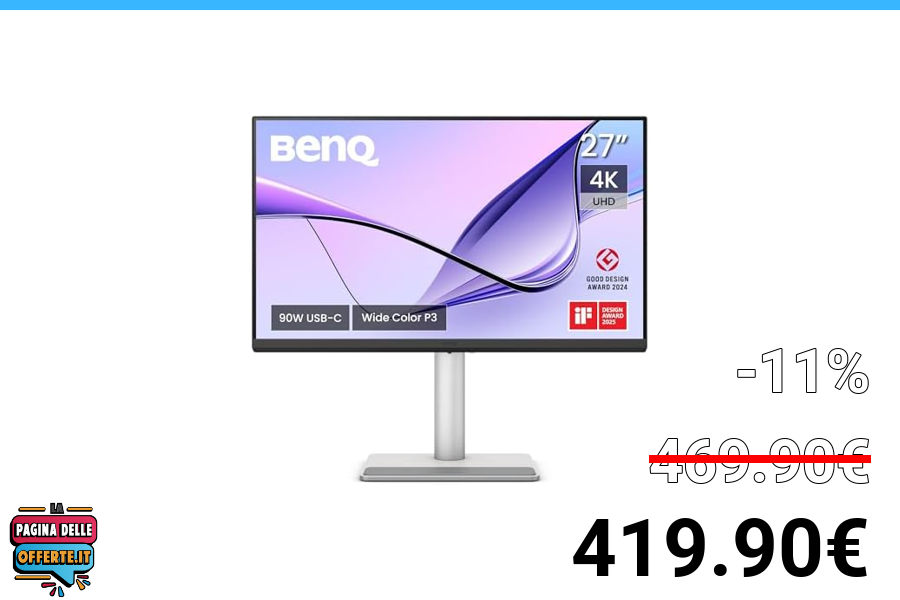 BenQ
27"
4K
UHD
GOOD DESIGN
AWARD 2024
90W USB-C
Wide Color P3
iF
DESIGN
AWARD
2025
-11%
469.90€
419.90€
LA
PAGINA DELLE
OFFERTE.IT